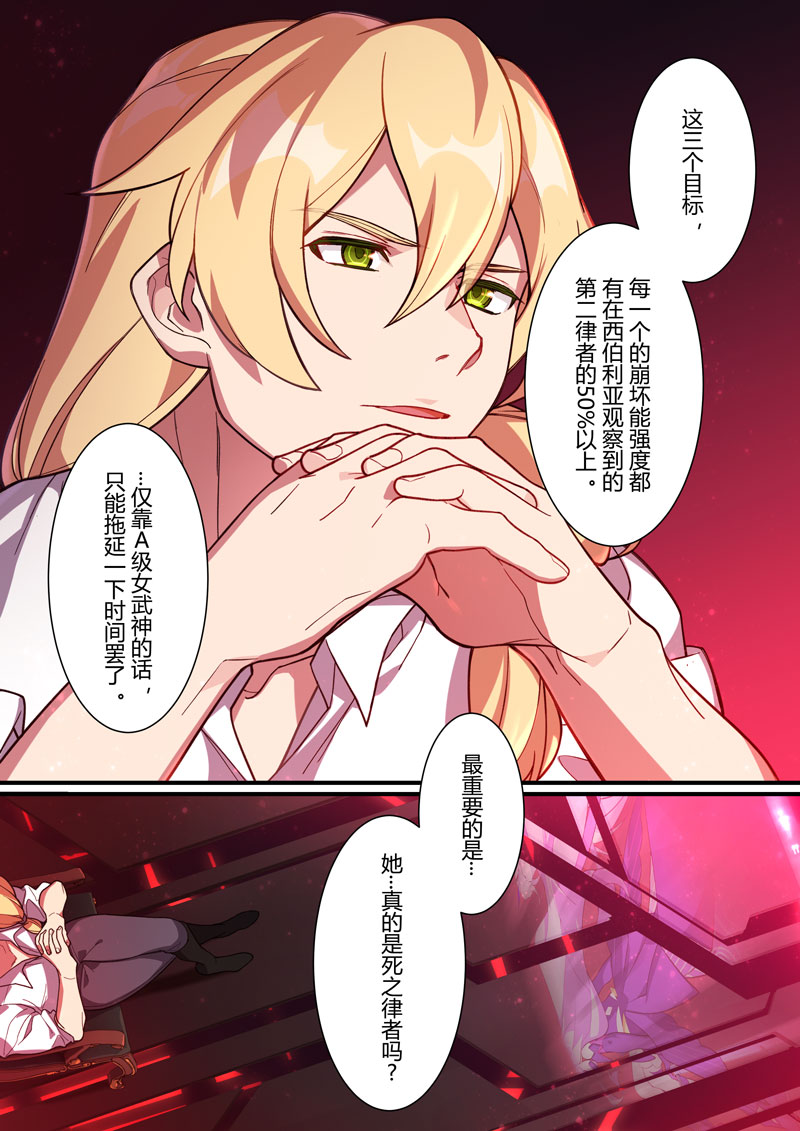 这三个目标，
每一个的崩坏能强度都
有在西伯利亚观察到的
第二律者的50%以上。
…仅靠A级女武神的话，
只能拖延一下时间罢了。
最重要的是…
她…真的是死之律者吗？